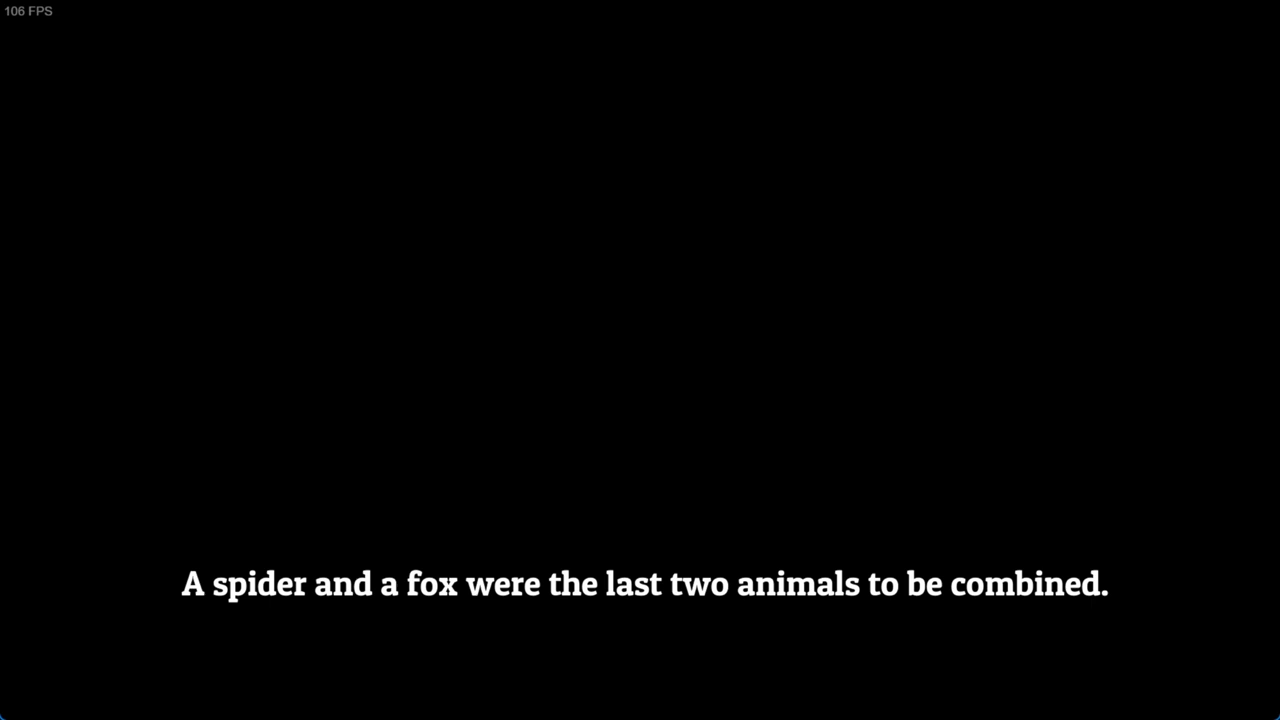 106 FPS
A spider and a fox were the last two animals to be combined.